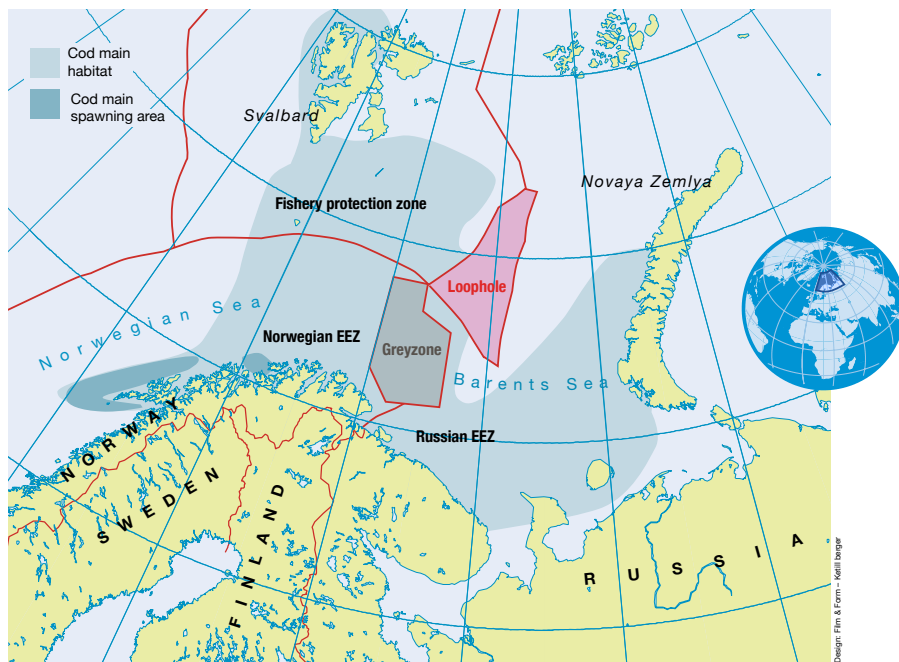 Cod main
habitat
Cod main
spawning area
Svalbard
Novaya Zemlya
Fishery protection zone
Loophole
Norwegian Sea
Norwegian EEZ
Greyzone
Barents Sea
Russian EEZ
NORWAY
SWEDEN
FINLAND
RUSSIA
Design: Film & Form – Ketill berger